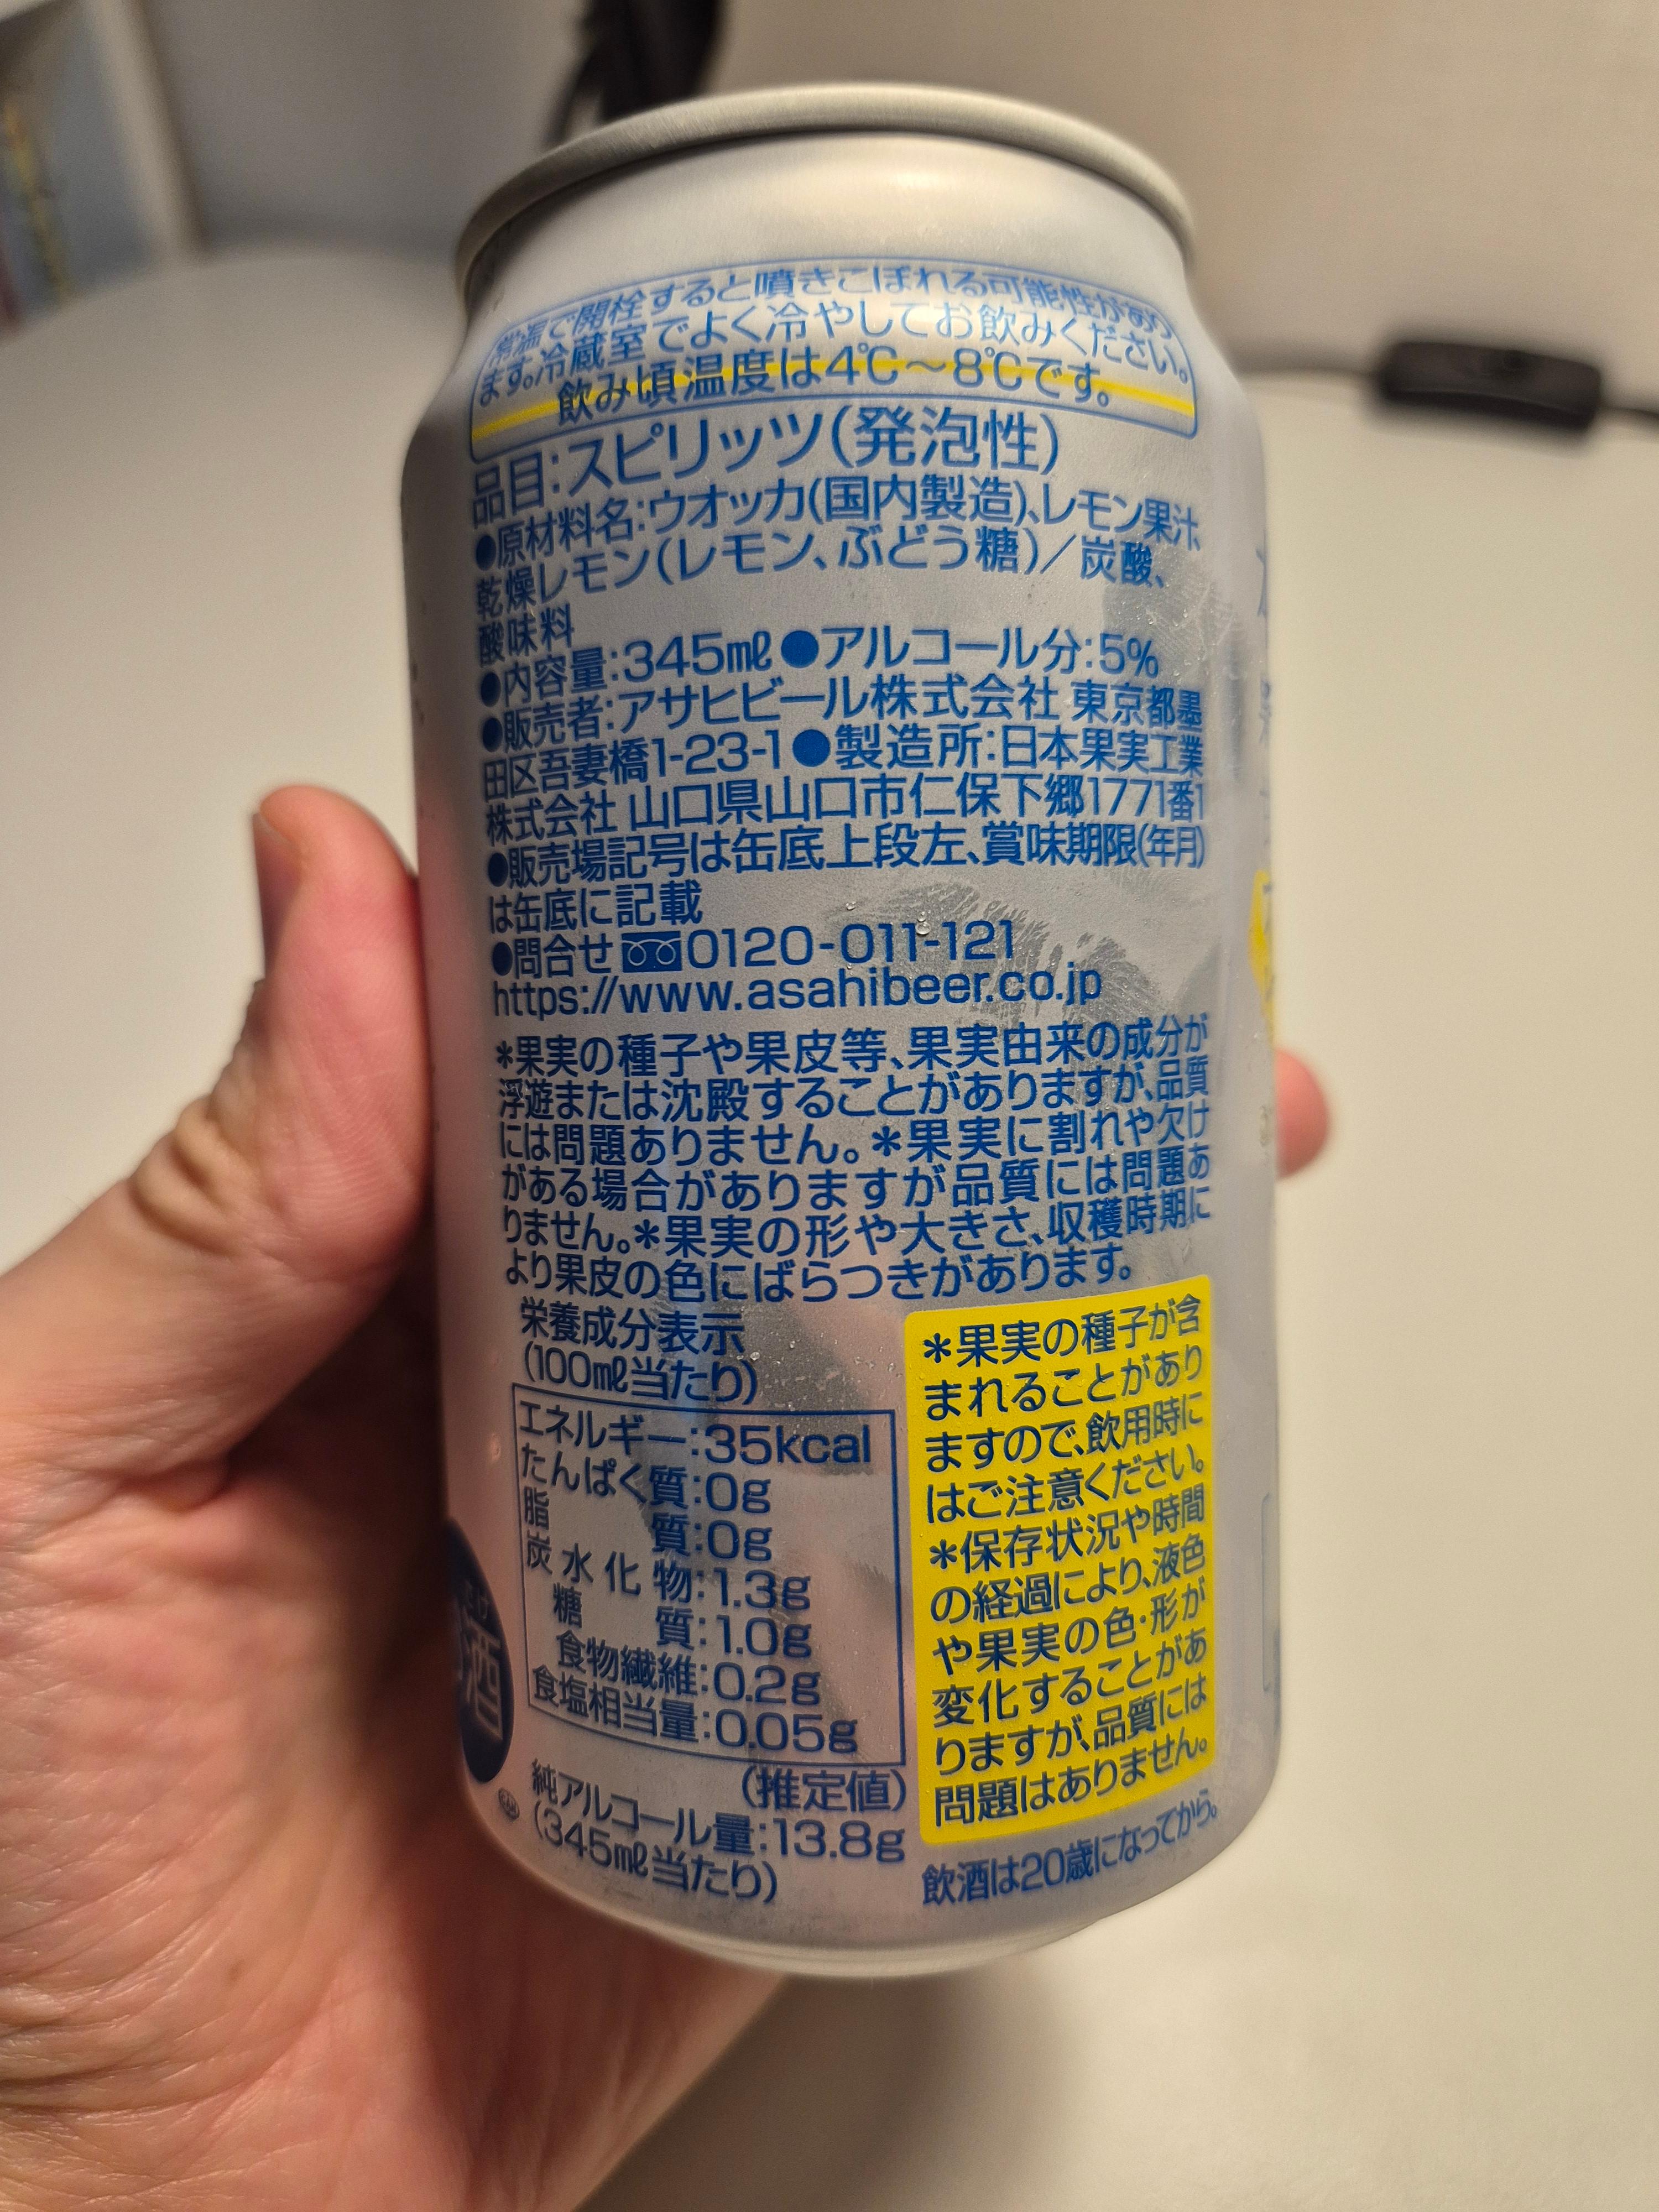 常温で開栓すると噴きこぼれる可能性があり
ます。冷蔵室でよく冷やしてお飲みください。
飲み頃温度は4℃～8℃です。
品目：スピリッツ（発泡性）
●原材料名：ウオッカ（国内製造）、レモン果汁、
乾燥レモン（レモン、ぶどう糖）／炭酸、
酸味料
●内容量：345mℓ●アルコール分：5%
●販売者：アサヒビール株式会社 東京都墨
田区吾妻橋1-23-1●製造所：日本果実工業
株式会社 山口県山口市仁保下郷1771番1
●販売場記号は缶底上段左、賞味期限(年月)
は缶底に記載
●問合せ 0120-011-121
https://www.asahibeer.co.jp
＊果実の種子や果皮等、果実由来の成分が
浮遊または沈殿することがありますが、品質
には問題ありません。＊果実に割れや欠け
がある場合がありますが品質には問題あ
りません。＊果実の形や大きさ、収穫時期に
より果皮の色にばらつきがあります。
栄養成分表示
（100mℓ当たり）
エネルギー：35kcal
たんぱく質：0g
脂質：0g
炭水化物：1.3g
糖質：1.0g
食物繊維：0.2g
食塩相当量：0.05g
（推定値）
純アルコール量：13.8g
（345mℓ当たり）
＊果実の種子が含
まれることがあり
ますので、飲用時に
はご注意ください。
＊保存状況や時間
の経過により、液色
や果実の色・形が
変化することがあ
りますが、品質には
問題はありません。
飲酒は20歳になってから。
酒